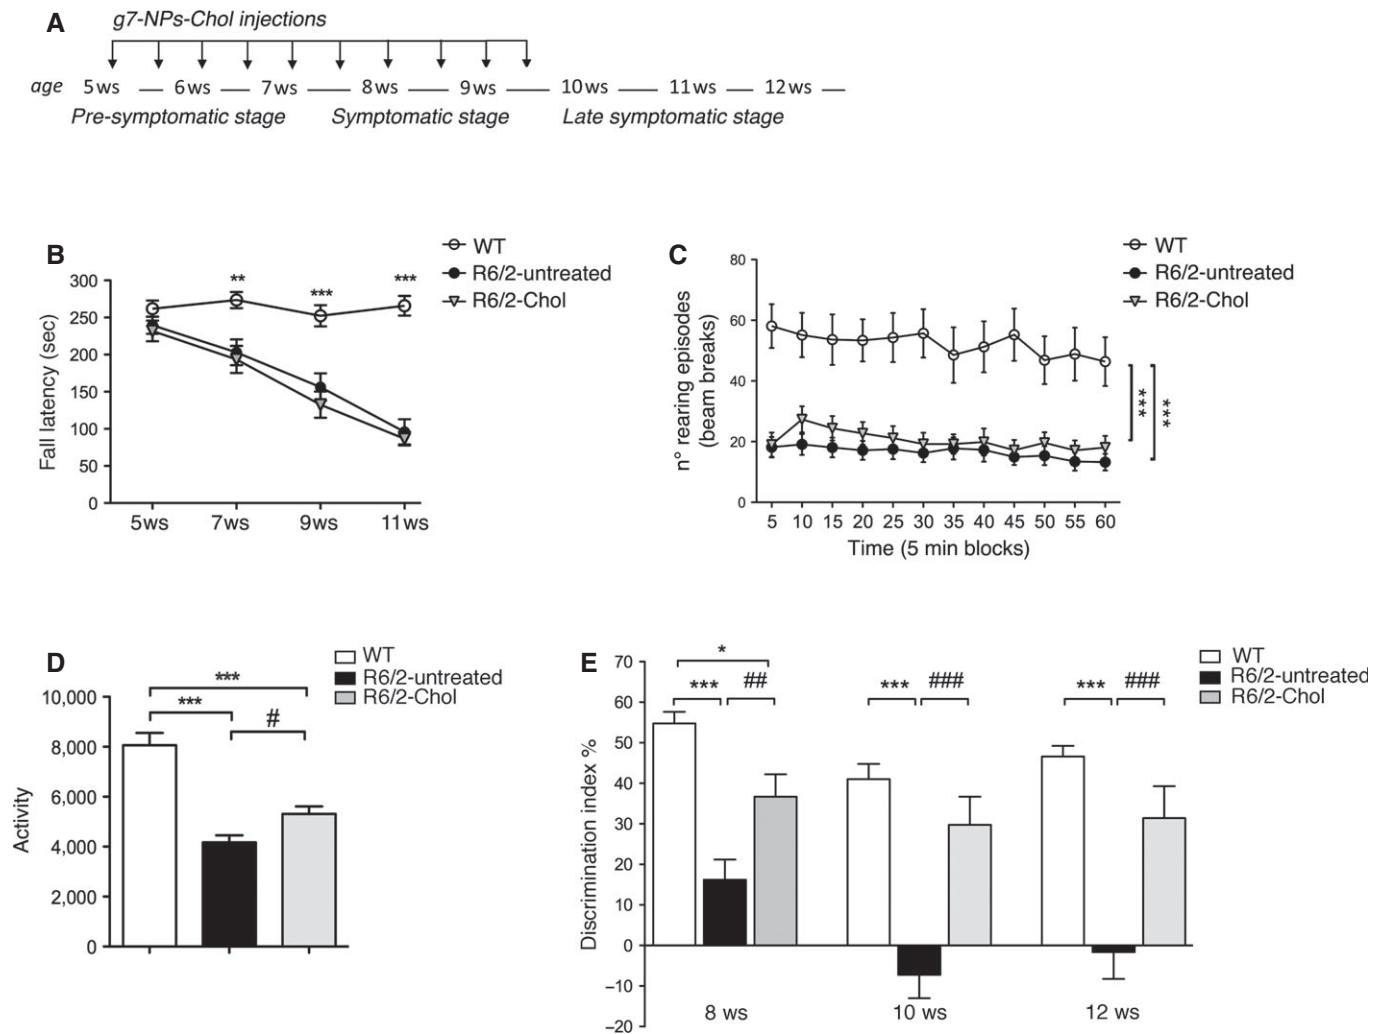 A
g7-NPs-Chol injections
age 5ws 6ws 7ws 8ws 9ws 10ws 11ws 12ws
Pre-symptomatic stage Symptomatic stage Late symptomatic stage
B
WT
R6/2-untreated
R6/2-Chol
300
250
200
150
100
50
0
Fall latency (sec)
** *** ***
5ws 7ws 9ws 11ws
C
WT
R6/2-untreated
R6/2-Chol
80
60
40
20
0
n° rearing episodes
(beam breaks)
***
***
5 10 15 20 25 30 35 40 45 50 55 60
Time (5 min blocks)
D
WT
R6/2-untreated
R6/2-Chol
10,000
8,000
6,000
4,000
2,000
0
Activity
***
***
#
E
WT
R6/2-untreated
R6/2-Chol
70
60
50
40
30
20
10
0
−10
−20
Discrimination index %
*
*** ## *** ### *** ###
8 ws 10 ws 12 ws